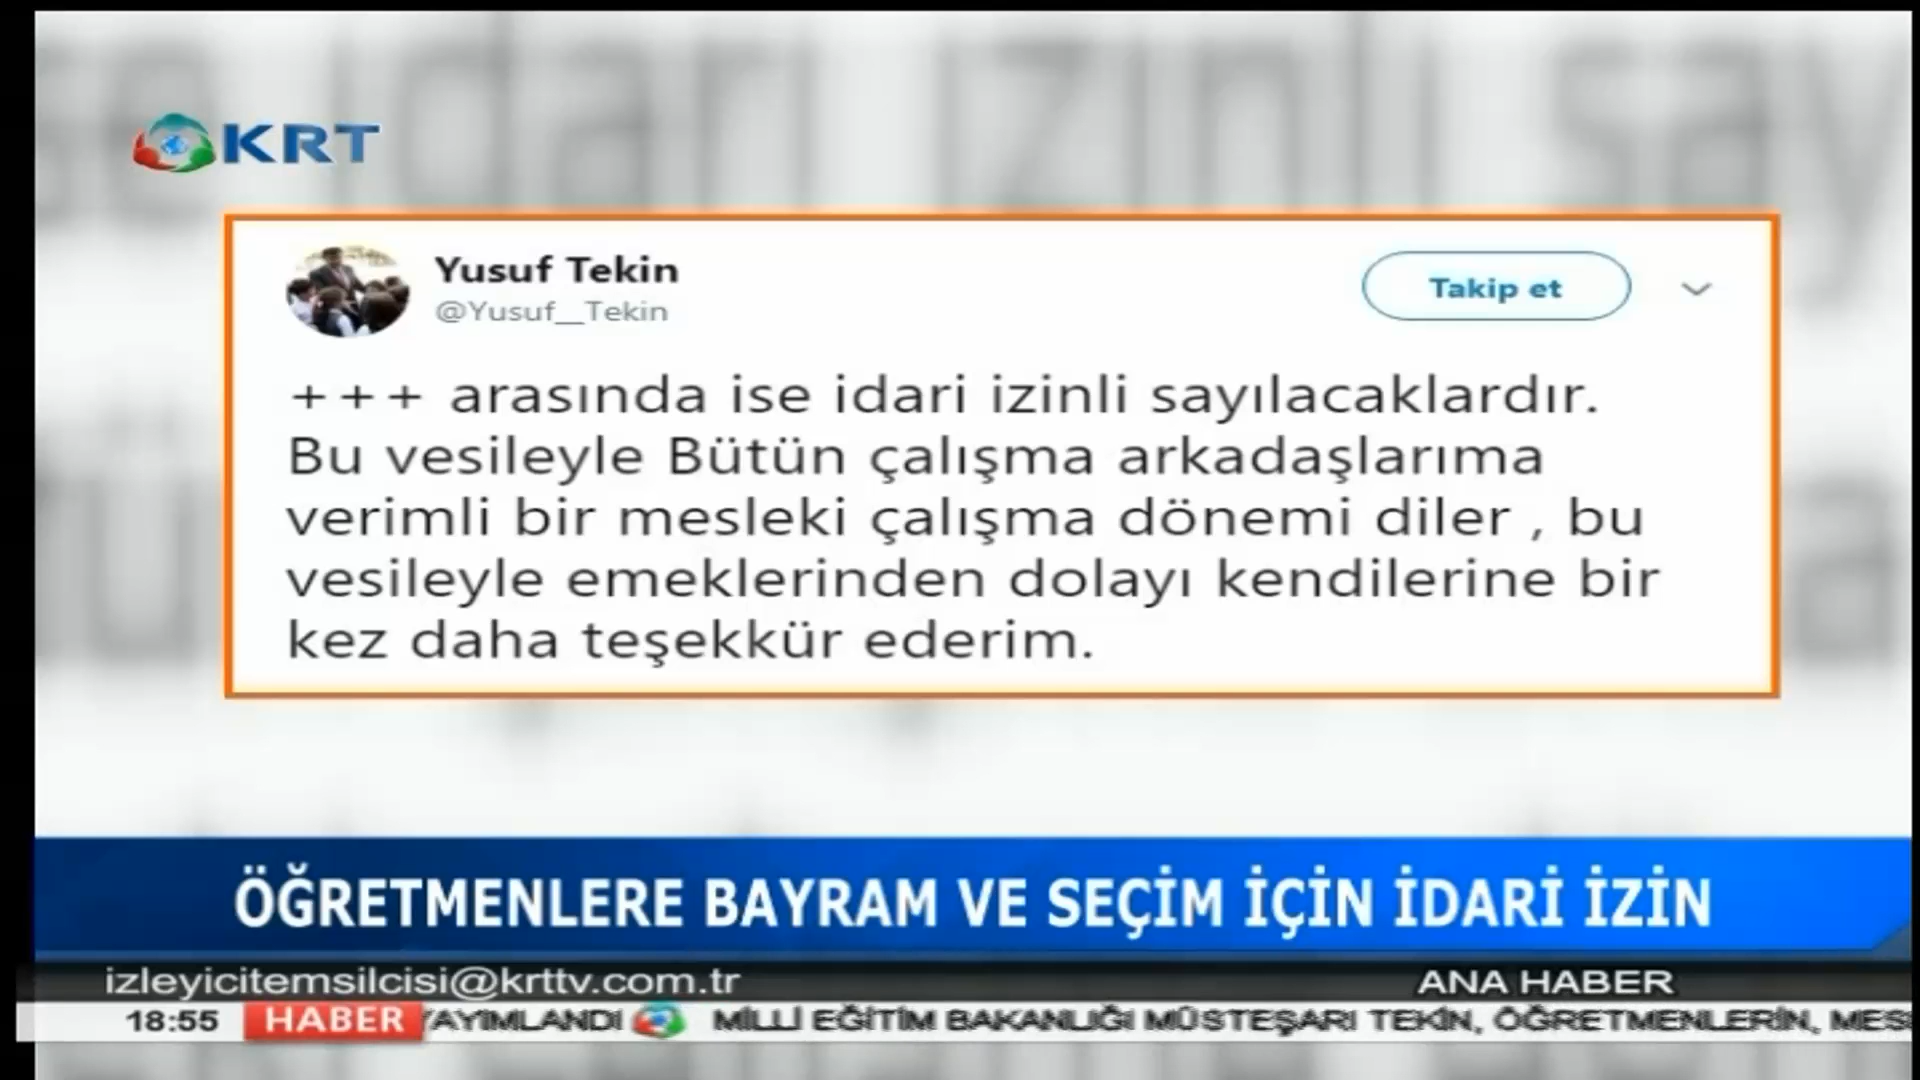 KRT
Yusuf Tekin
@Yusuf__Tekin
Takip et
+++ arasında ise idari izinli sayılacaklardır.
Bu vesileyle Bütün çalışma arkadaşlarıma
verimli bir mesleki çalışma dönemi diler , bu
vesileyle emeklerinden dolayı kendilerine bir
kez daha teşekkür ederim.
ÖĞRETMENLERE BAYRAM VE SEÇİM İÇİN İDARİ İZİN
izleyicitemsilcisi@krttv.com.tr
ANA HABER
18:55 HABER YAYIMLANDI MİLLİ EĞİTİM BAKANLIĞI MÜSTEŞARI TEKİN, ÖĞRETMENLERİN, MES